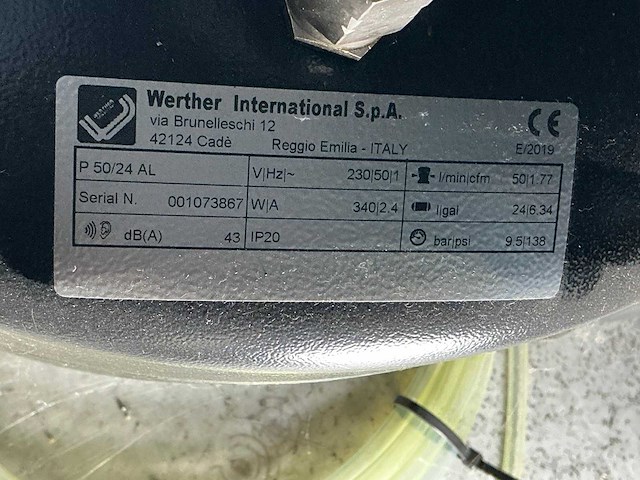 Werther International S.p.A.
via Brunelleschi 12
42124 Cadè Reggio Emilia - ITALY
CE
E/2019
P 50/24 AL V|Hz|~ 230|50|1 l/min|cfm 50|1.77
Serial N. 001073867 W|A 340|2.4 l|gal 24|6.34
dB(A) 43 IP20 bar|psi 9.5|138